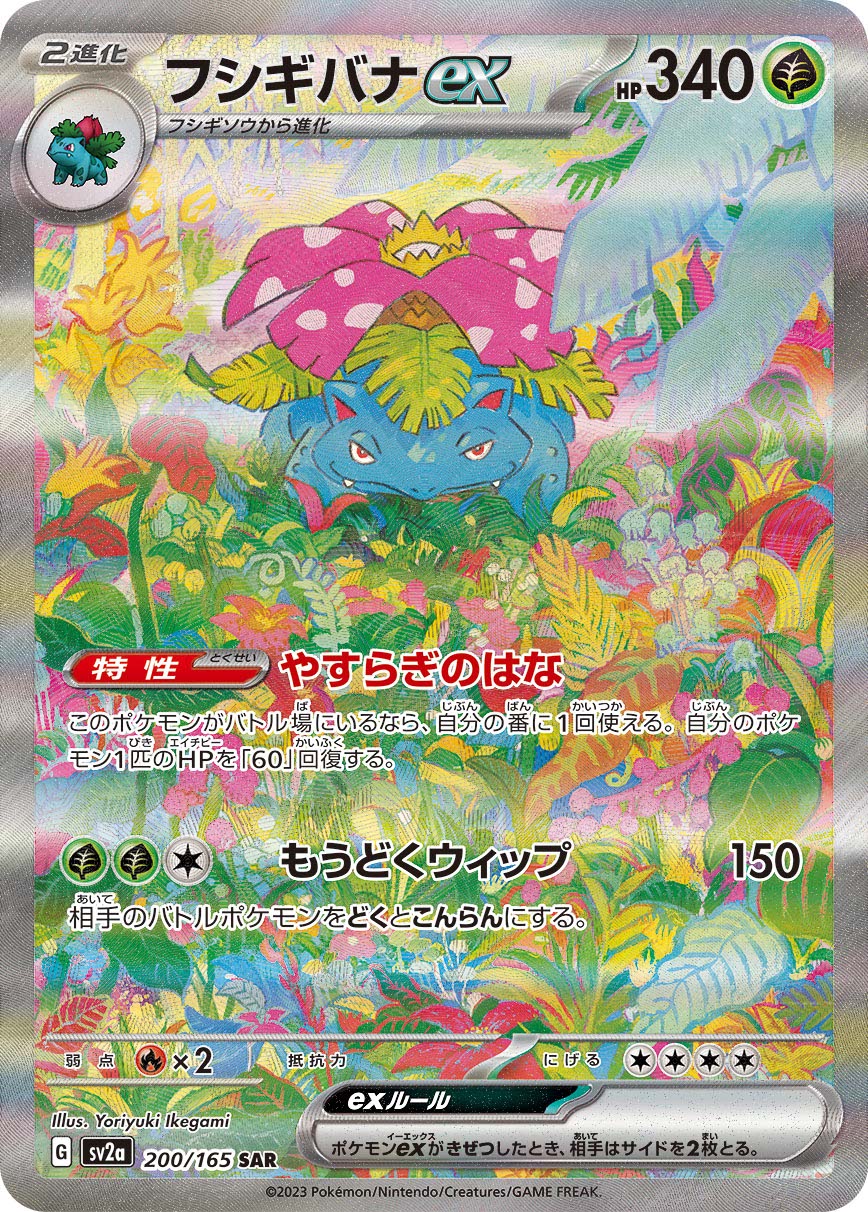 2進化
フシギバナex
HP 340
フシギソウから進化
特性 とくせい やすらぎのはな
このポケモンがバトル場にいるなら、自分の番に1回使える。自分のポケ
モン1匹のHPを「60」回復する。
もうどくウィップ 150
相手のバトルポケモンをどくとこんらんにする。
弱点 ×2 抵抗力 にげる
exルール
ポケモンexがきぜつしたとき、相手はサイドを2枚とる。
Illus. Yoriyuki Ikegami
G sv2a 200/165 SAR
©2023 Pokémon/Nintendo/Creatures/GAME FREAK.